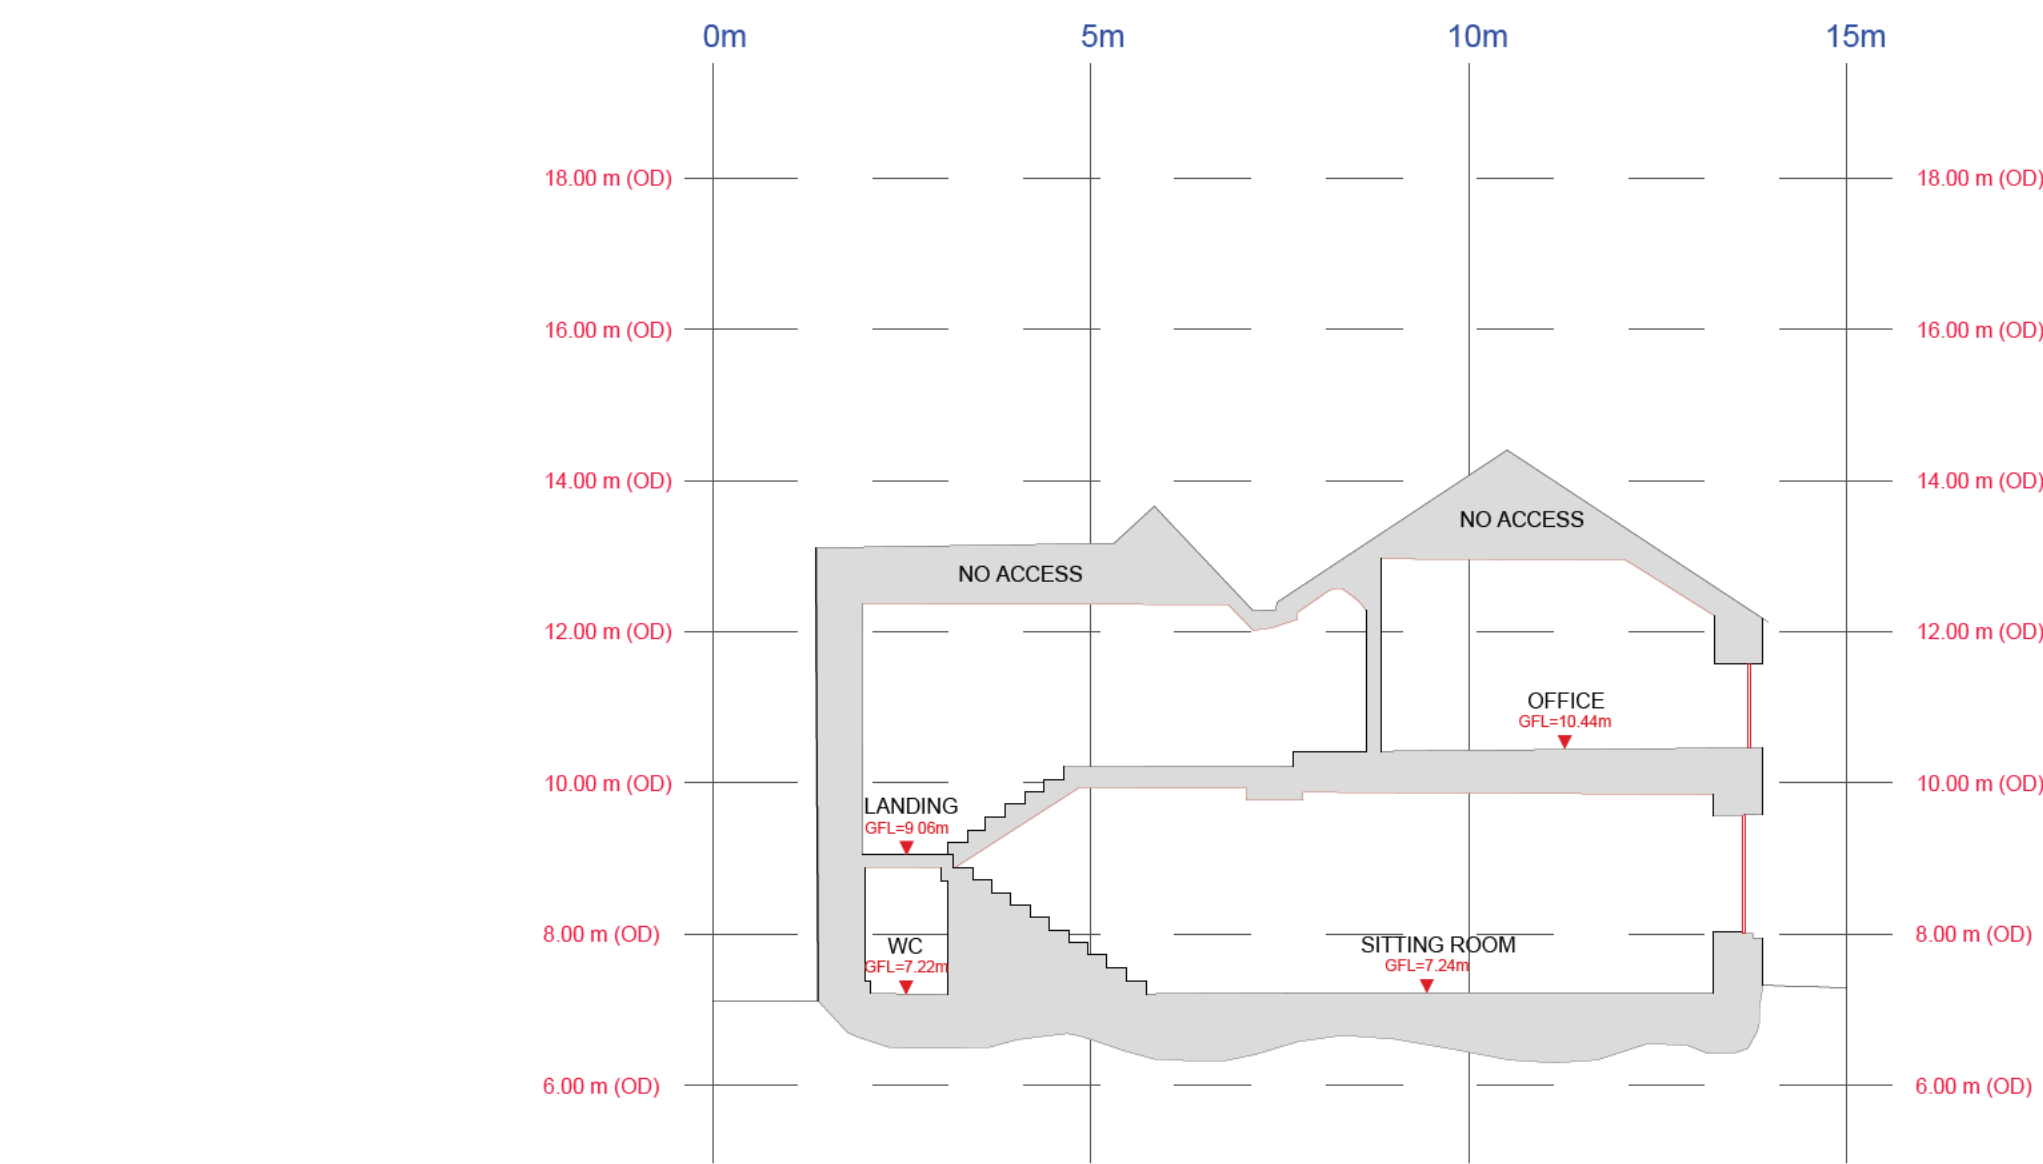 0m 5m 10m 15m
18.00 m (OD) 18.00 m (OD)
16.00 m (OD) 16.00 m (OD)
14.00 m (OD) 14.00 m (OD)
NO ACCESS
NO ACCESS
12.00 m (OD) 12.00 m (OD)
OFFICE
GFL=10.44m
10.00 m (OD) 10.00 m (OD)
LANDING
GFL=9 06m
8.00 m (OD) 8.00 m (OD)
WC SITTING ROOM
GFL=7.22m GFL=7.24m
6.00 m (OD) 6.00 m (OD)